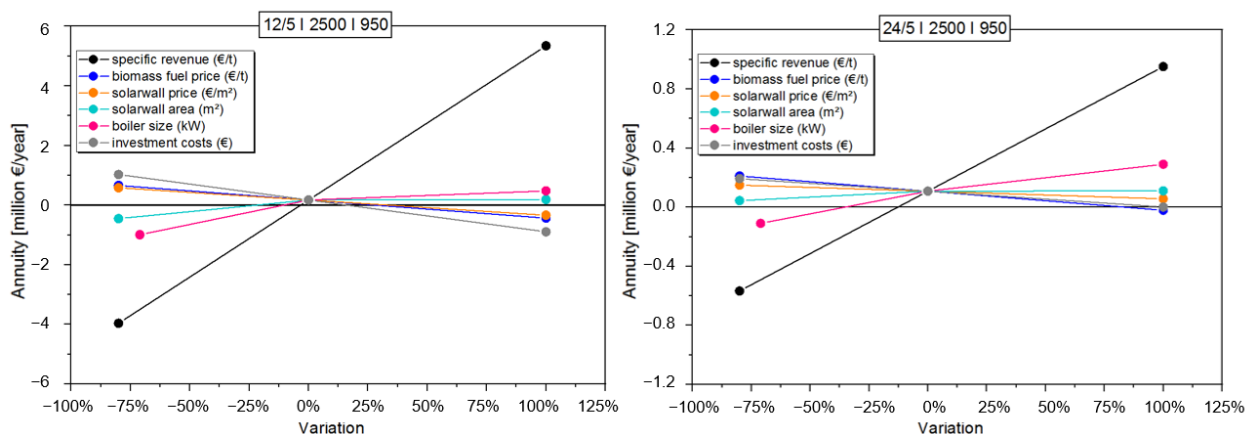 12/5 I 2500 I 950
6
4
2
0
−2
−4
−6
Annuity [million €/year]
specific revenue (€/t)
biomass fuel price (€/t)
solarwall price (€/m²)
solarwall area (m²)
boiler size (kW)
investment costs (€)
−100% −75% −50% −25% 0% 25% 50% 75% 100% 125%
Variation
24/5 I 2500 I 950
1.2
0.8
0.4
0.0
−0.4
−0.8
−1.2
Annuity [million €/year]
specific revenue (€/t)
biomass fuel price (€/t)
solarwall price (€/m²)
solarwall area (m²)
boiler size (kW)
investment costs (€)
−100% −75% −50% −25% 0% 25% 50% 75% 100% 125%
Variation